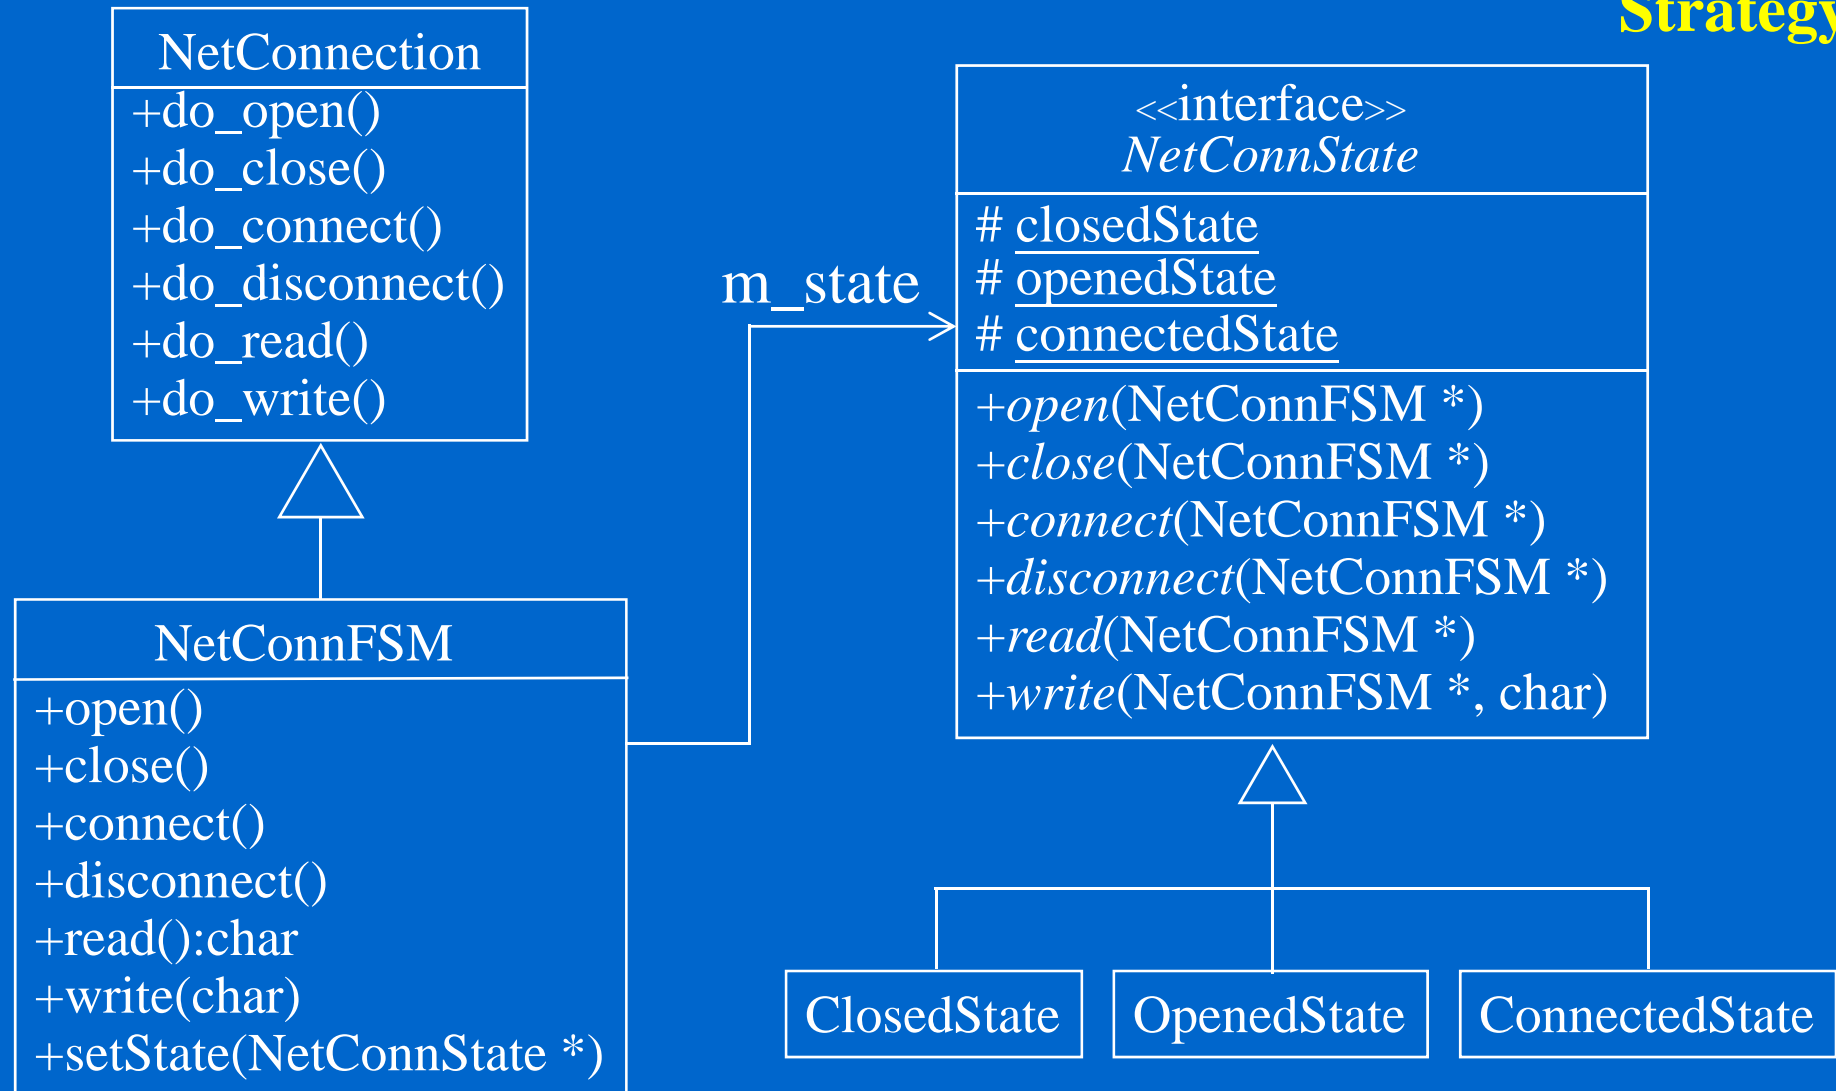 Strategy
NetConnection
+do_open()
+do_close()
+do_connect()
+do_disconnect()
+do_read()
+do_write()
<<interface>>
NetConnState
# closedState
# openedState
# connectedState
+open(NetConnFSM *)
+close(NetConnFSM *)
+connect(NetConnFSM *)
+disconnect(NetConnFSM *)
+read(NetConnFSM *)
+write(NetConnFSM *, char)
m_state
NetConnFSM
+open()
+close()
+connect()
+disconnect()
+read():char
+write(char)
+setState(NetConnState *)
ClosedState
OpenedState
ConnectedState